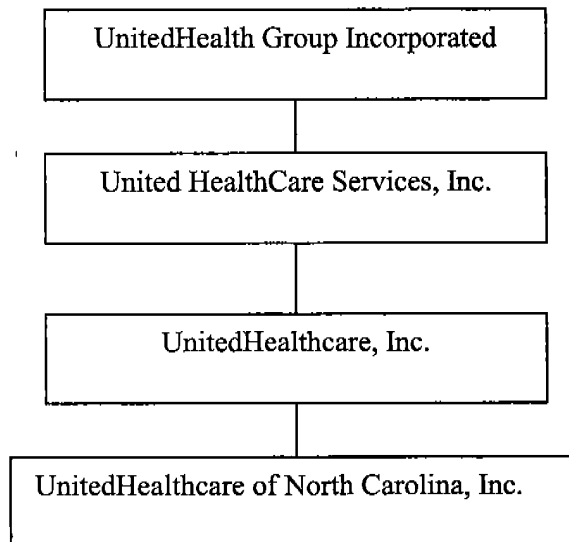 UnitedHealth Group Incorporated
United HealthCare Services, Inc.
UnitedHealthcare, Inc.
UnitedHealthcare of North Carolina, Inc.